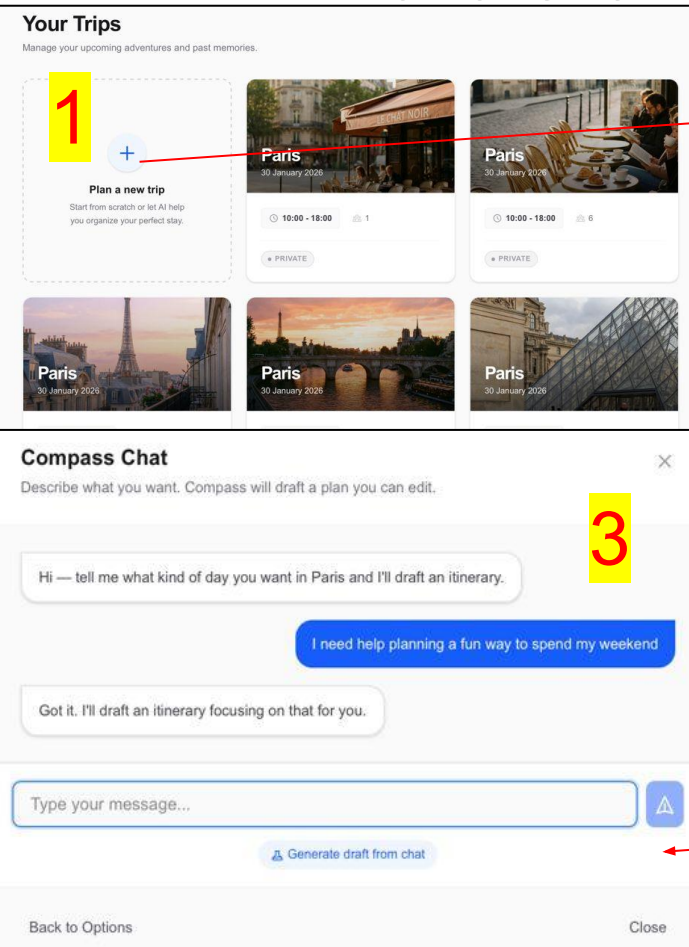 Your Trips
Manage your upcoming adventures and past memories.
1
+
Plan a new trip
Start from scratch or let AI help
you organize your perfect stay.
LE CHAT NOIR
Paris
30 January 2026
10:00 - 18:00 1
• PRIVATE
Paris
30 January 2026
10:00 - 18:00 6
• PRIVATE
Paris
30 January 2026
Paris
30 January 2026
Paris
30 January 2026
Compass Chat
Describe what you want. Compass will draft a plan you can edit.
3
Hi — tell me what kind of day you want in Paris and I'll draft an itinerary.
I need help planning a fun way to spend my weekend
Got it. I'll draft an itinerary focusing on that for you.
Type your message...
Generate draft from chat
Back to Options
Close